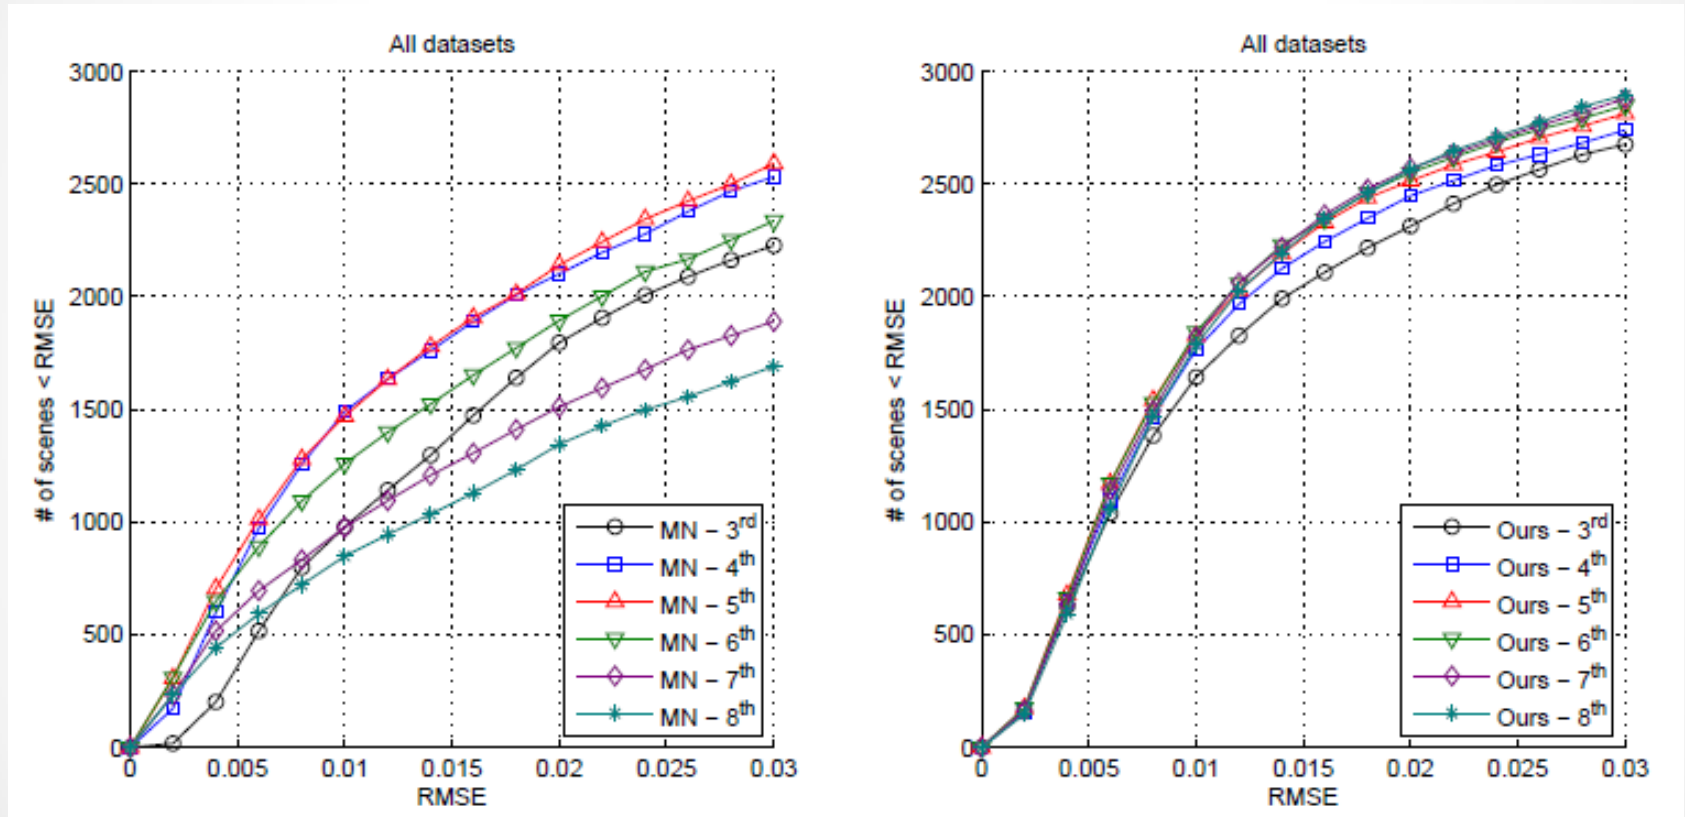 All datasets
3000
2500
2000
1500
1000
500
0
0 0.005 0.01 0.015 0.02 0.025 0.03
RMSE
# of scenes < RMSE
MN − 3rd
MN − 4th
MN − 5th
MN − 6th
MN − 7th
MN − 8th
All datasets
3000
2500
2000
1500
1000
500
0
0 0.005 0.01 0.015 0.02 0.025 0.03
RMSE
# of scenes < RMSE
Ours − 3rd
Ours − 4th
Ours − 5th
Ours − 6th
Ours − 7th
Ours − 8th